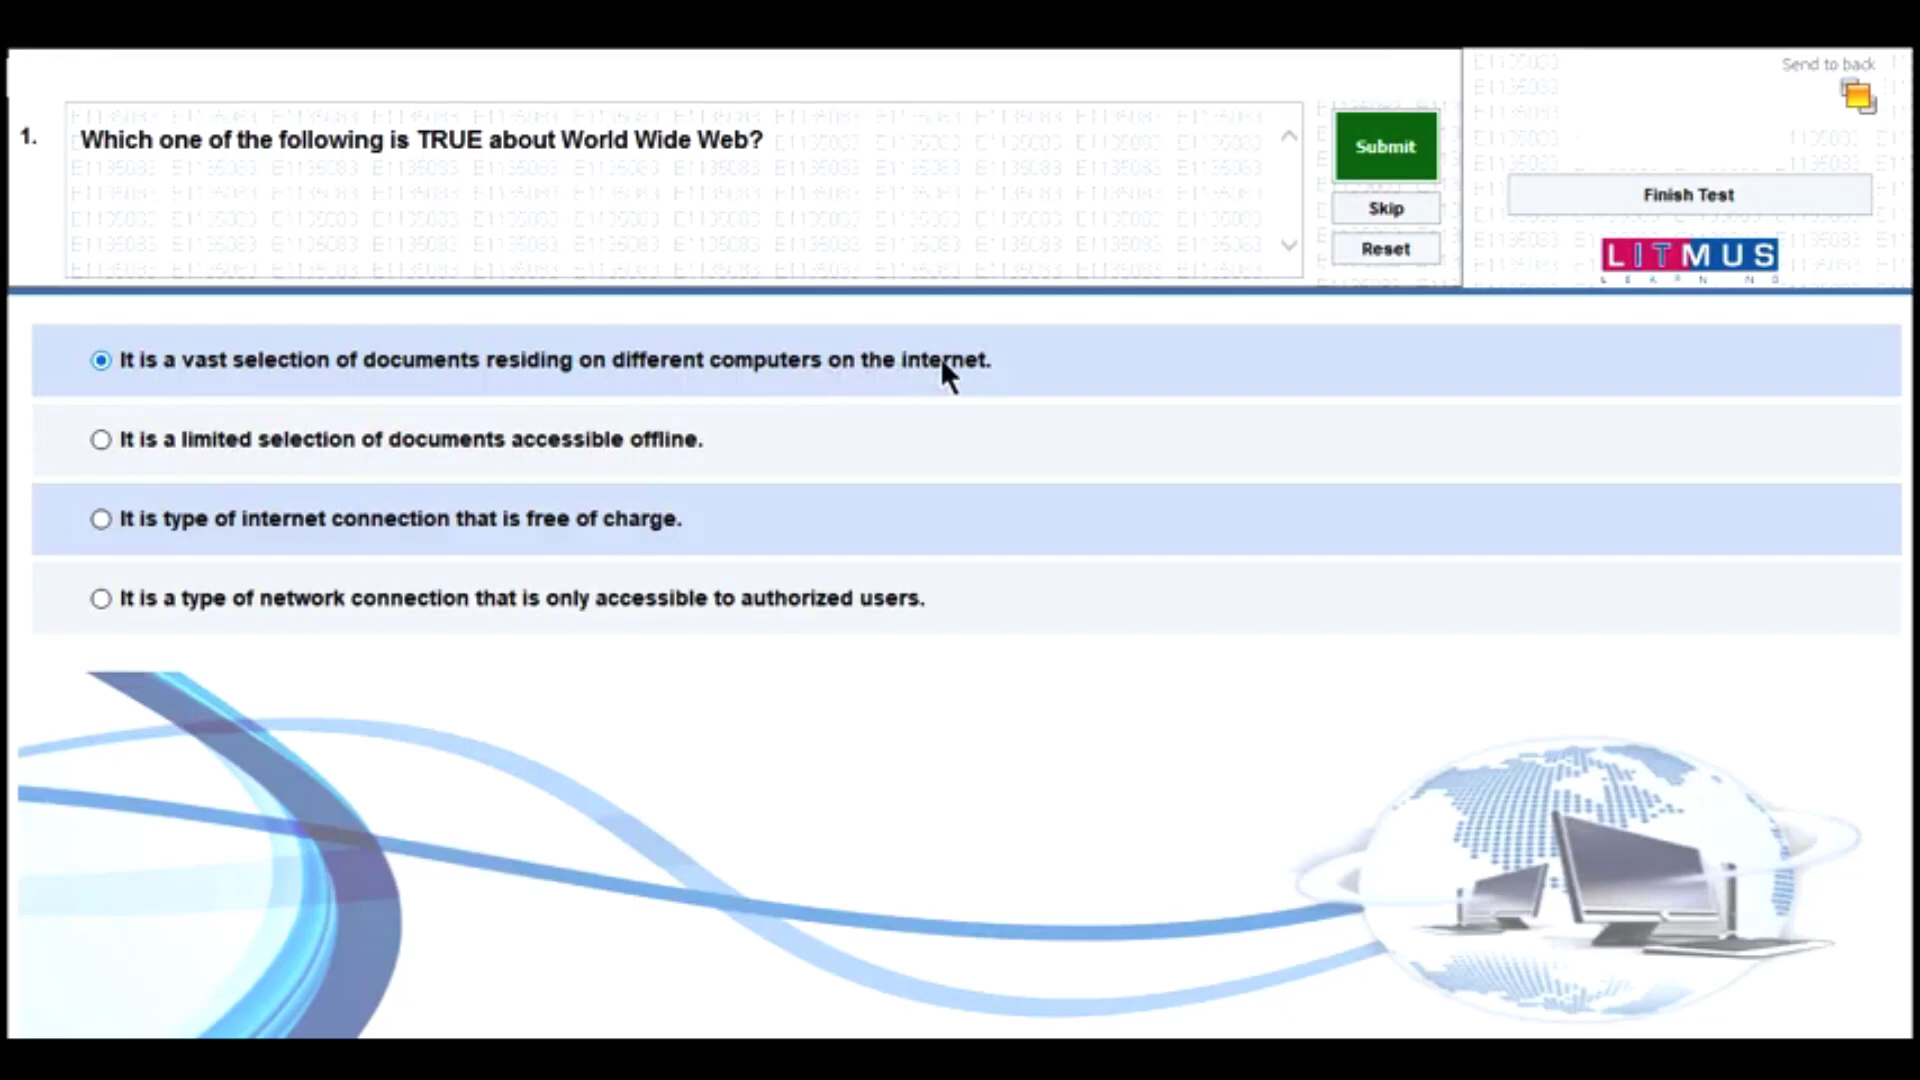 Send to back
1.
Which one of the following is TRUE about World Wide Web?
Submit
Skip
Reset
Finish Test
LITMUS
It is a vast selection of documents residing on different computers on the internet.
It is a limited selection of documents accessible offline.
It is type of internet connection that is free of charge.
It is a type of network connection that is only accessible to authorized users.